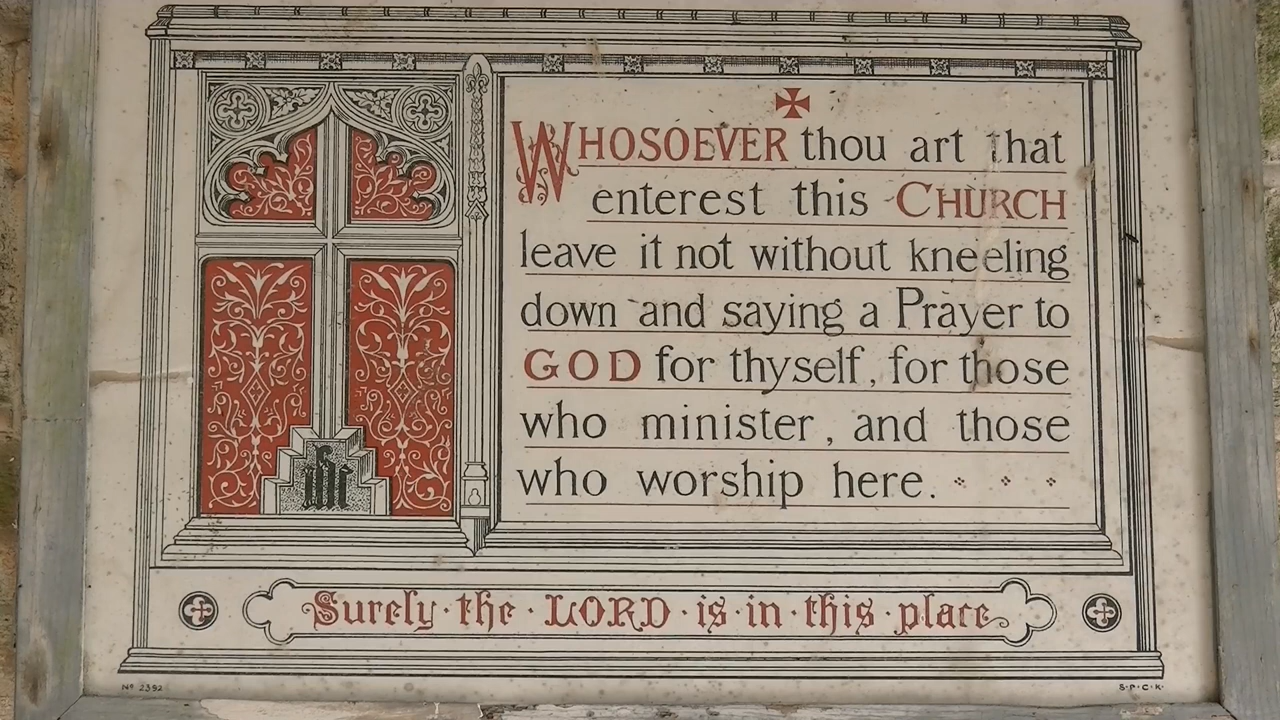 WHOSOEVER thou art that
enterest this CHURCH
leave it not without kneeling
down and saying a Prayer to
GOD for thyself, for those
who minister, and those
who worship here.
ihc
Surely · the · LORD · is · in · this · place
Nº 2392
S·P·C·K·